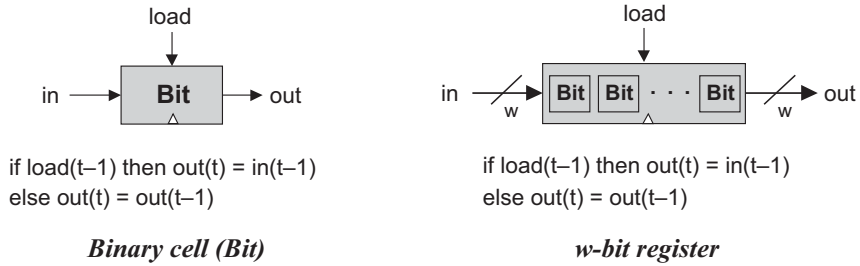 load
in
Bit
out
if load(t–1) then out(t) = in(t–1)
else out(t) = out(t–1)
Binary cell (Bit)
load
in
w
Bit Bit · · · Bit
w
out
if load(t–1) then out(t) = in(t–1)
else out(t) = out(t–1)
w-bit register